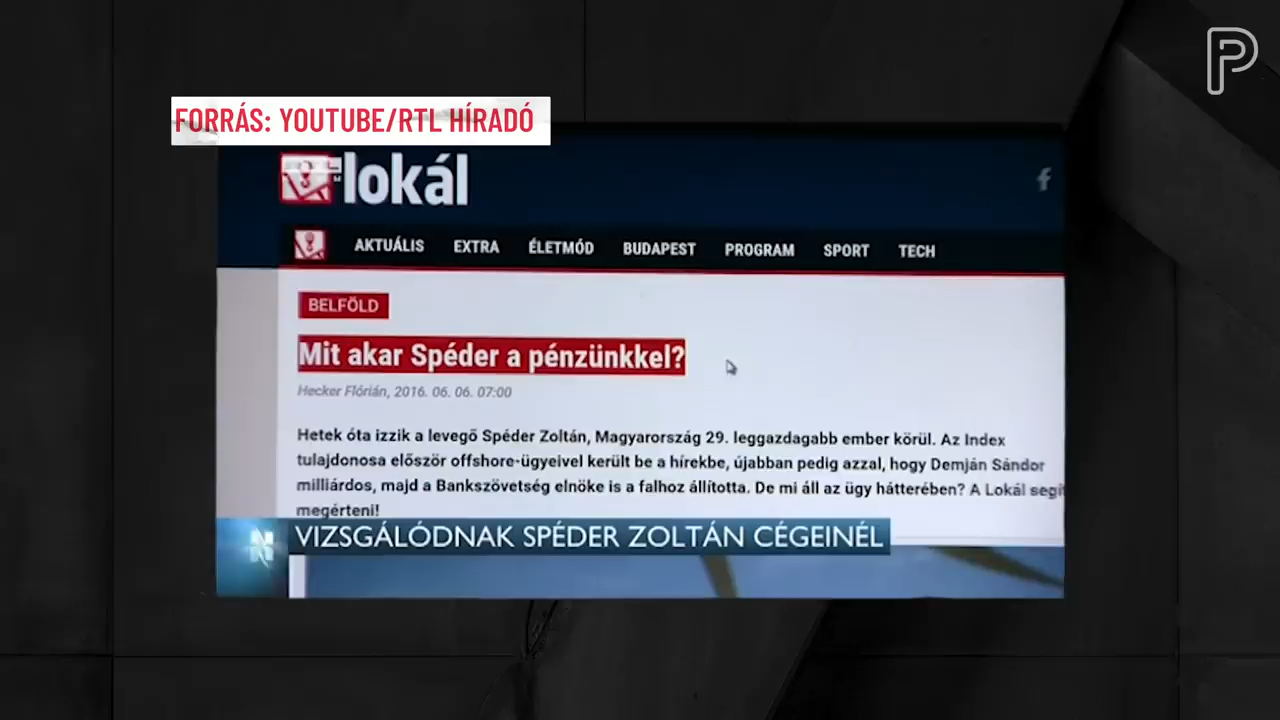 P
FORRÁS: YOUTUBE/RTL HÍRADÓ
lokál
AKTUÁLIS EXTRA ÉLETMÓD BUDAPEST PROGRAM SPORT TECH
BELFÖLD
Mit akar Spéder a pénzünkkel?
Hecker Flórián, 2016. 06. 06. 07:00
Hetek óta izzik a levegő Spéder Zoltán, Magyarország 29. leggazdagabb ember körül. Az Index
tulajdonosa először offshore-ügyeivel került be a hírekbe, újabban pedig azzal, hogy Demján Sándor
milliárdos, majd a Bankszövetség elnöke is a falhoz állította. De mi áll az ügy hátterében? A Lokál segít
megérteni!
VIZSGÁLÓDNAK SPÉDER ZOLTÁN CÉGEINÉL